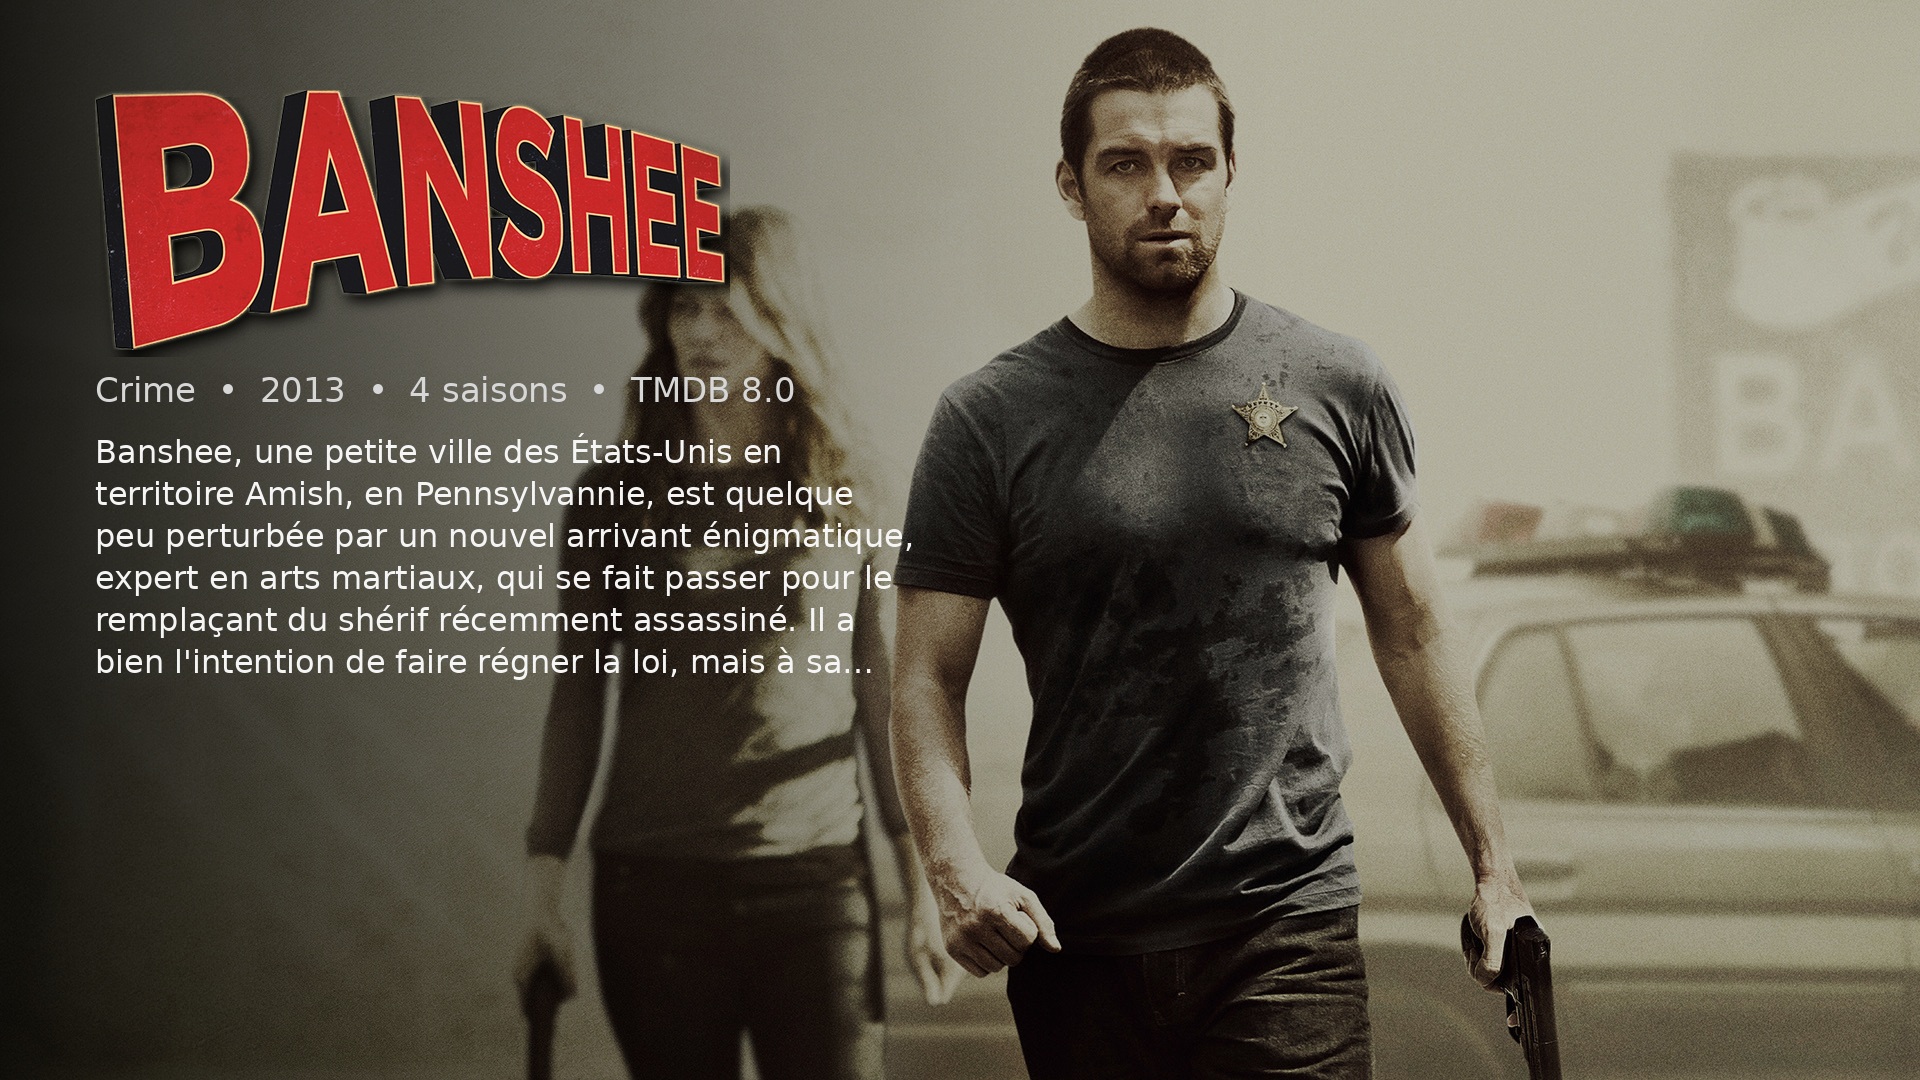 BANSHEE
Crime • 2013 • 4 saisons • TMDB 8.0
Banshee, une petite ville des États-Unis en
territoire Amish, en Pennsylvannie, est quelque
peu perturbée par un nouvel arrivant énigmatique,
expert en arts martiaux, qui se fait passer pour le
remplaçant du shérif récemment assassiné. Il a
bien l'intention de faire régner la loi, mais à sa...
BA